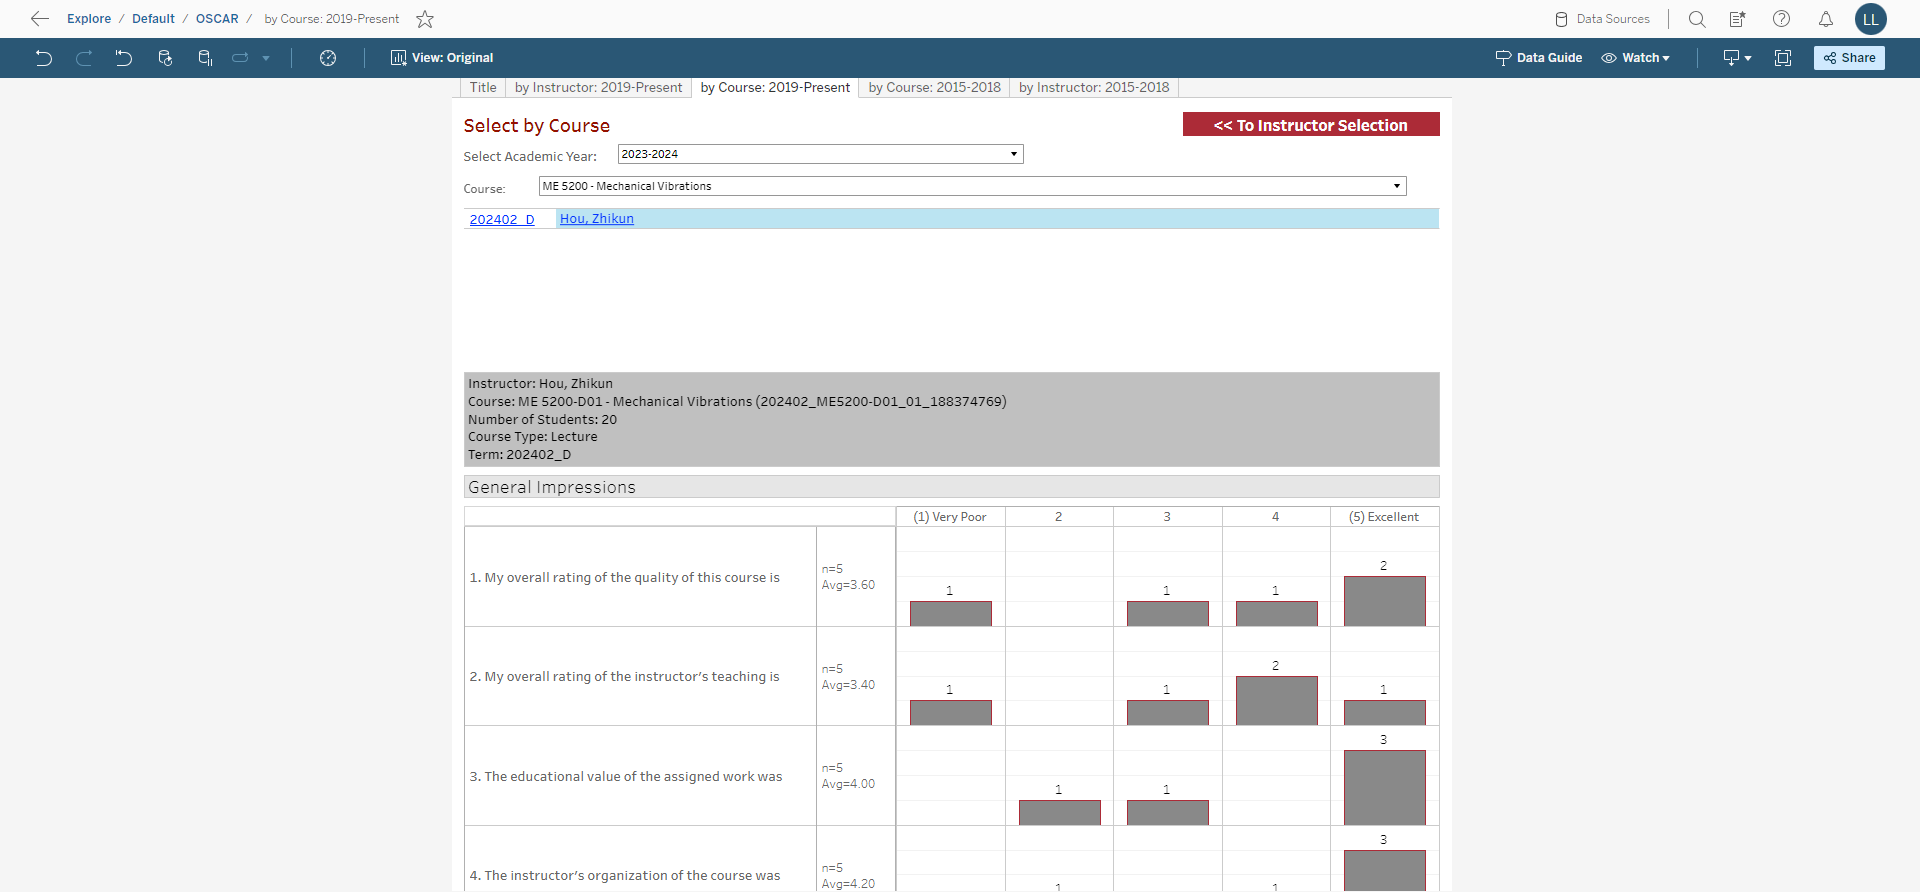 Explore / Default / OSCAR / by Course: 2019-Present
Data Sources
LL
View: Original
Data Guide
Watch
Share
Title
by Instructor: 2019-Present
by Course: 2019-Present
by Course: 2015-2018
by Instructor: 2015-2018
Select by Course
<< To Instructor Selection
Select Academic Year:
2023-2024
Course:
ME 5200 - Mechanical Vibrations
202402_D
Hou, Zhikun
Instructor: Hou, Zhikun
Course: ME 5200-D01 - Mechanical Vibrations (202402_ME5200-D01_01_188374769)
Number of Students: 20
Course Type: Lecture
Term: 202402_D
General Impressions
(1) Very Poor
2
3
4
(5) Excellent
1. My overall rating of the quality of this course is
n=5
Avg=3.60
1
1
1
2
2. My overall rating of the instructor's teaching is
n=5
Avg=3.40
1
1
2
1
3. The educational value of the assigned work was
n=5
Avg=4.00
1
1
3
4. The instructor's organization of the course was
n=5
Avg=4.20
1
1
3